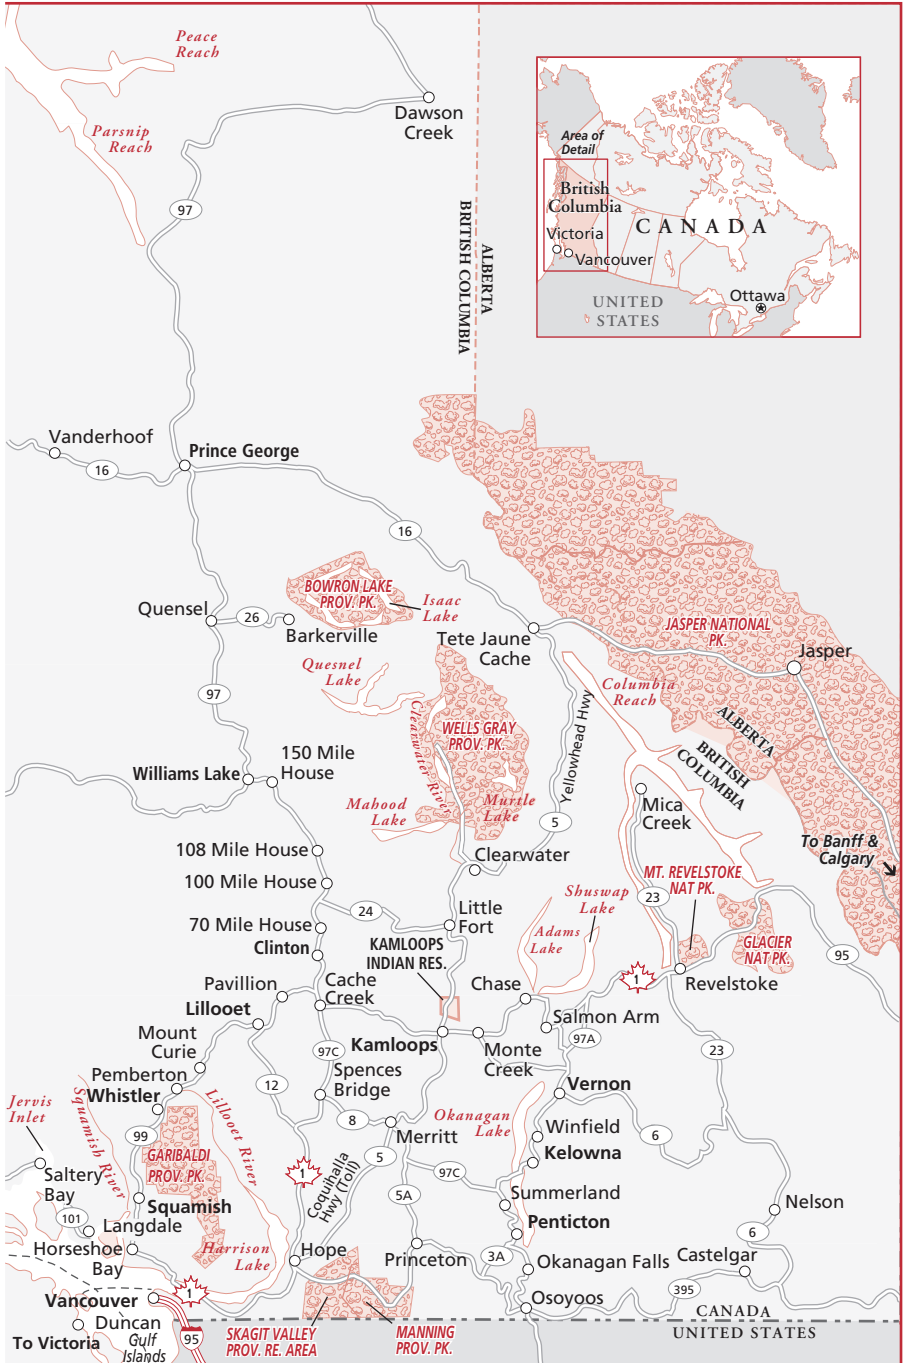 Peace
Reach
Dawson
Creek
Parsnip
Reach
97
BRITISH COLUMBIA
ALBERTA
Area of
Detail
British
Columbia
CANADA
Victoria
Vancouver
Ottawa
UNITED
STATES
Vanderhoof
16
Prince George
16
BOWRON LAKE
PROV. PK.
Isaac
Lake
Quensel
26
Barkerville
Tete Jaune
Cache
JASPER NATIONAL
PK.
Jasper
Quesnel
Lake
97
Clearwater River
WELLS GRAY
PROV. PK.
Yellowhead Hwy
Columbia
Reach
ALBERTA
BRITISH
COLUMBIA
150 Mile
House
Williams Lake
Mahood
Lake
Murtle
Lake
5
Mica
Creek
To Banff &
Calgary
108 Mile House
Clearwater
100 Mile House
MT. REVELSTOKE
NAT PK.
Shuswap
Lake
23
24
Little
Fort
70 Mile House
Clinton
KAMLOOPS
INDIAN RES.
Adams
Lake
GLACIER
NAT PK.
95
Pavillion
Cache
Creek
Chase
1
Revelstoke
Lillooet
Salmon Arm
Mount
Curie
97C
Kamloops
Monte
Creek
97A
23
Pemberton
Whistler
12
Spences
Bridge
Vernon
Jervis
Inlet
Squamish River
Lillooet River
8
Merritt
Okanagan
Lake
Winfield
6
99
GARIBALDI
PROV. PK.
Kelowna
5
97C
Saltery
Bay
1
Coquihalla
Hwy (Toll)
5A
Summerland
Squamish
Nelson
101
Langdale
Penticton
6
Horseshoe
Bay
Harrison
Lake
Hope
Princeton
3A
Okanagan Falls
Castelgar
395
Vancouver
1
Osoyoos
CANADA
UNITED STATES
Duncan
To Victoria
Gulf
Islands
95
SKAGIT VALLEY
PROV. RE. AREA
MANNING
PROV. PK.